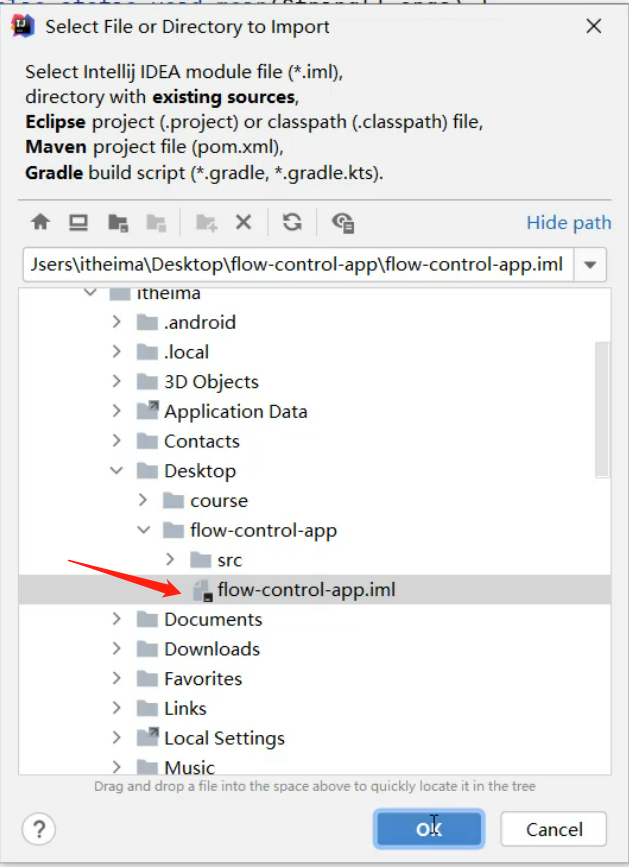 Select File or Directory to Import
Select Intellij IDEA module file (*.iml),
directory with existing sources,
Eclipse project (.project) or classpath (.classpath) file,
Maven project file (pom.xml),
Gradle build script (*.gradle, *.gradle.kts).
Hide path
Jsers\itheima\Desktop\flow-control-app\flow-control-app.iml
itheima
.android
.local
3D Objects
Application Data
Contacts
Desktop
course
flow-control-app
src
flow-control-app.iml
Documents
Downloads
Favorites
Links
Local Settings
Music
Drag and drop a file into the space above to quickly locate it in the tree
?
OK
Cancel